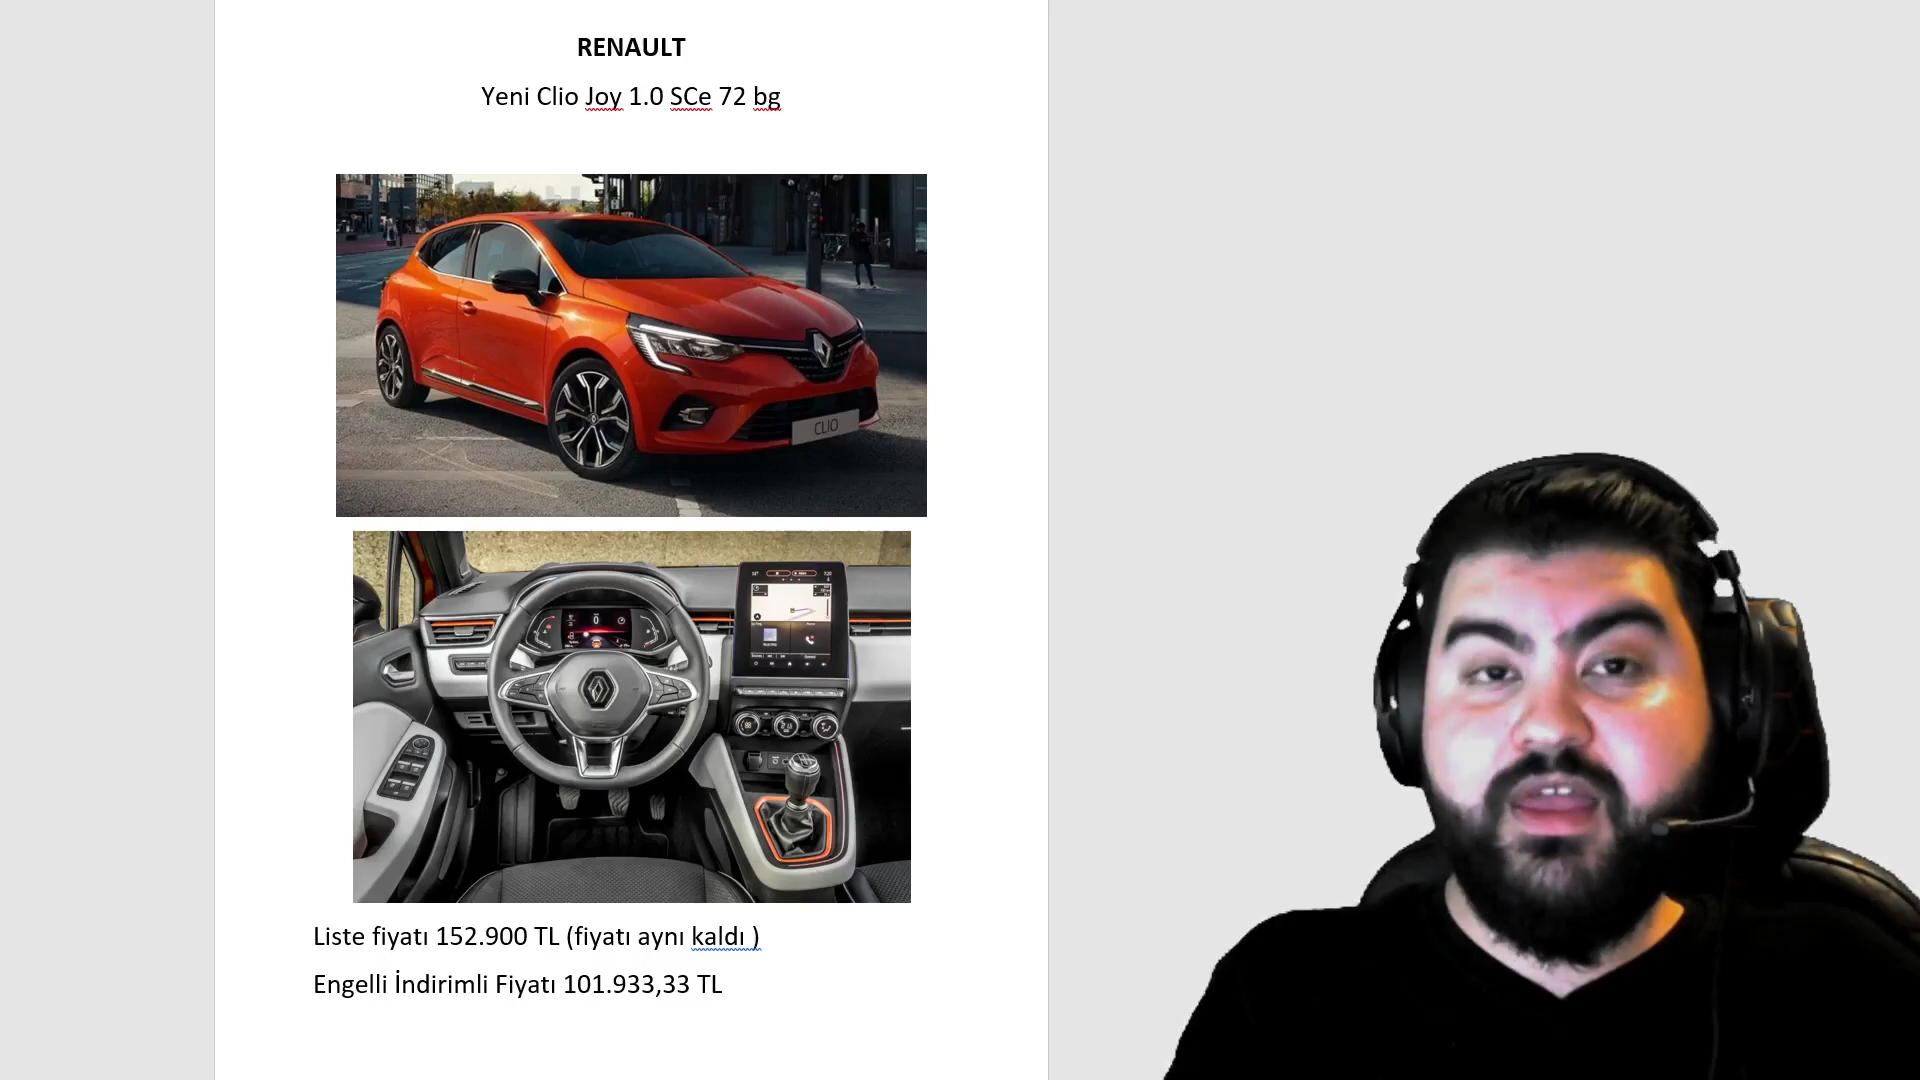 RENAULT
Yeni Clio Joy 1.0 SCe 72 bg
CLIO
Liste fiyatı 152.900 TL (fiyatı aynı kaldı )
Engelli İndirimli Fiyatı 101.933,33 TL